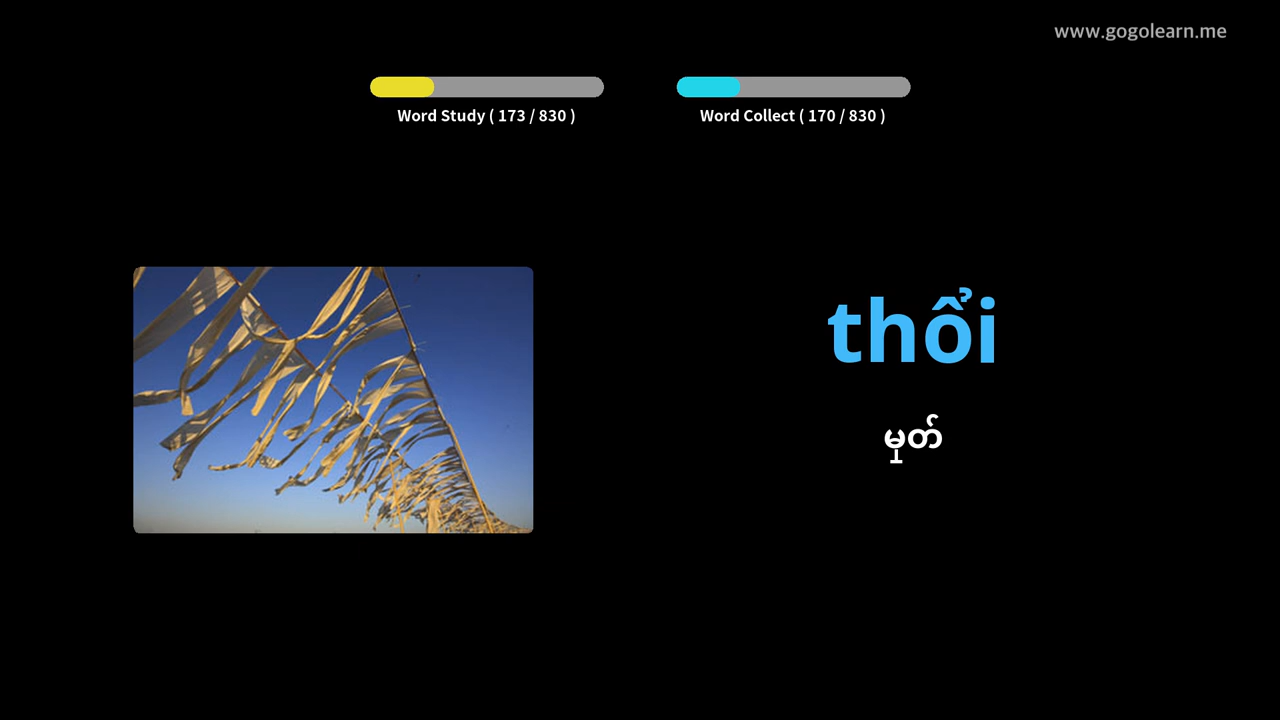 www.gogolearn.me
Word Study ( 173 / 830 )
Word Collect ( 170 / 830 )
thổi
မှုတ်